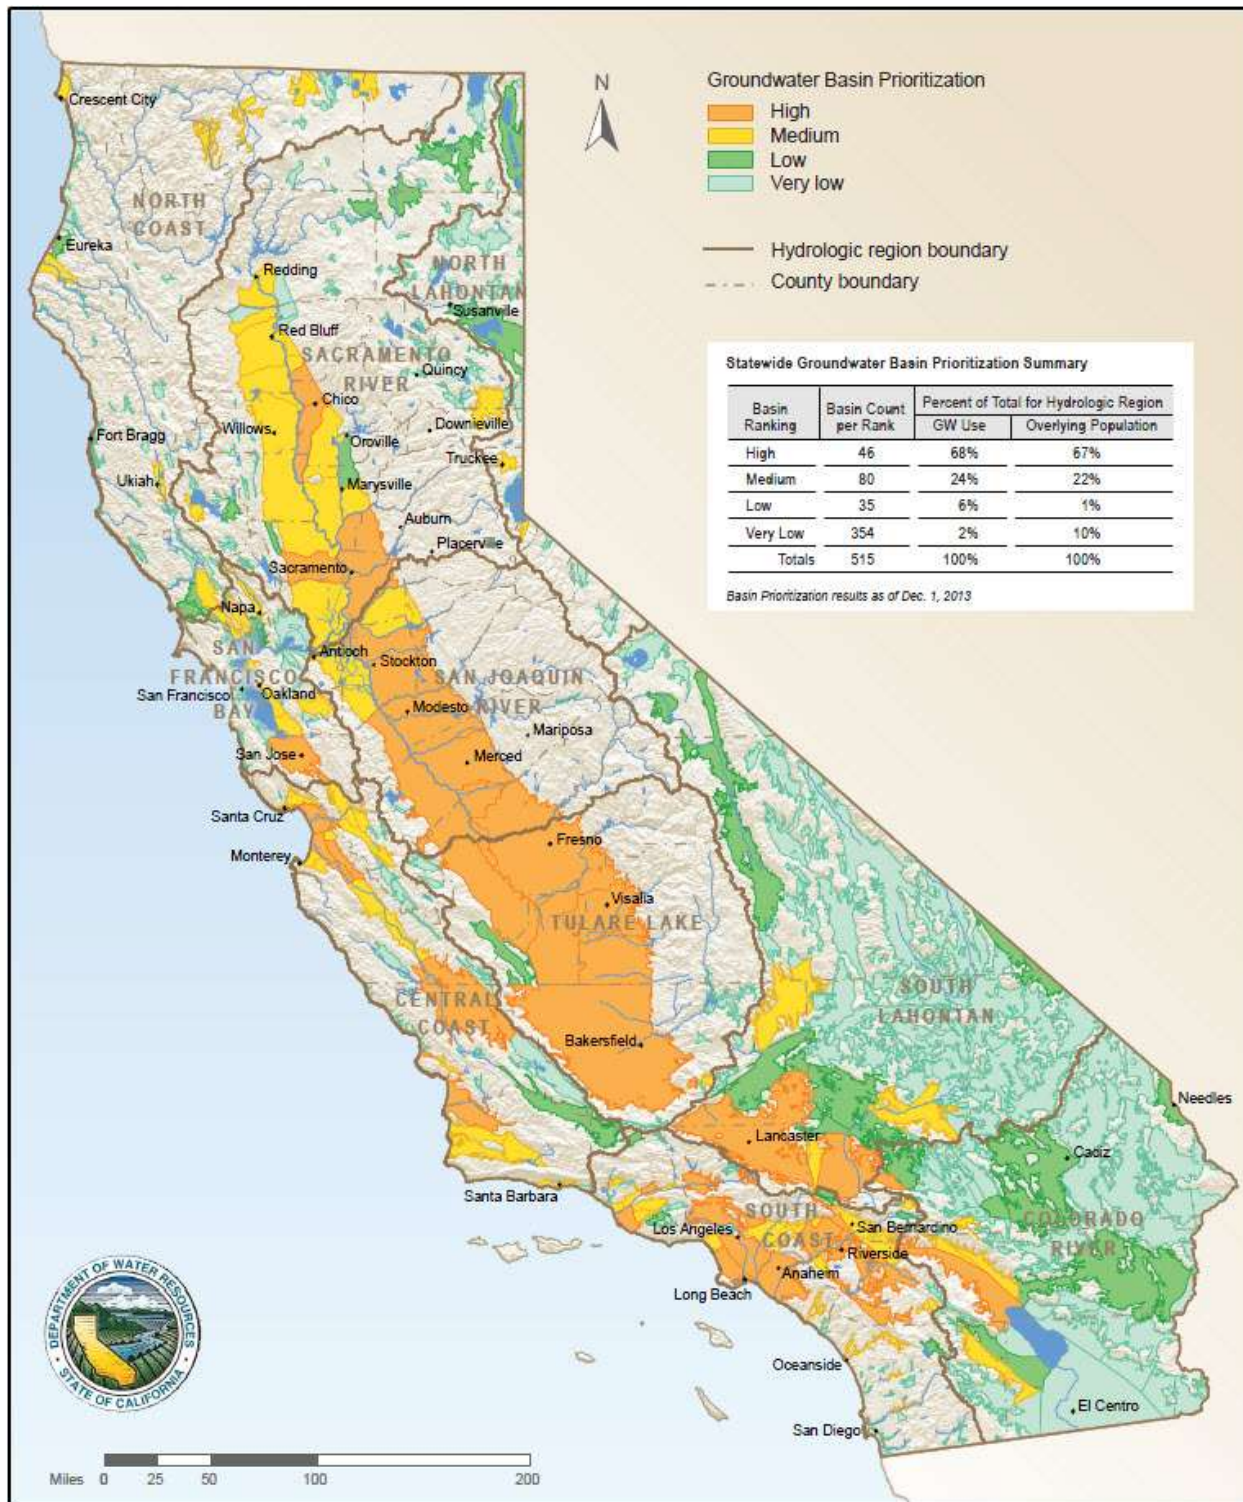 N
Groundwater Basin Prioritization
High
Medium
Low
Very low
Hydrologic region boundary
County boundary
Statewide Groundwater Basin Prioritization Summary
Basin Ranking
Basin Count per Rank
Percent of Total for Hydrologic Region
GW Use
Overlying Population
High 46 68% 67%
Medium 80 24% 22%
Low 35 6% 1%
Very Low 354 2% 10%
Totals 515 100% 100%
Basin Prioritization results as of Dec. 1, 2013
Crescent City
NORTH
COAST
Eureka
Redding
NORTH
LAHONTAN
Susanville
Red Bluff
SACRAMENTO
RIVER
Quincy
Chico
Willows
Oroville
Downieville
Fort Bragg
Truckee
Ukiah
Marysville
Auburn
Placerville
Sacramento
Napa
SAN
FRANCISCO
BAY
Antioch
Stockton
SAN JOAQUIN
RIVER
San Francisco
Oakland
Modesto
Mariposa
San Jose
Merced
Santa Cruz
Fresno
Monterey
Visalia
TULARE LAKE
CENTRAL
COAST
SOUTH
LAHONTAN
Bakersfield
Needles
Lancaster
Cadiz
Santa Barbara
SOUTH
COAST
Los Angeles
San Bernardino
COLORADO
RIVER
Riverside
Anaheim
Long Beach
Oceanside
El Centro
San Diego
DEPARTMENT OF WATER RESOURCES
STATE OF CALIFORNIA
Miles 0 25 50 100 200